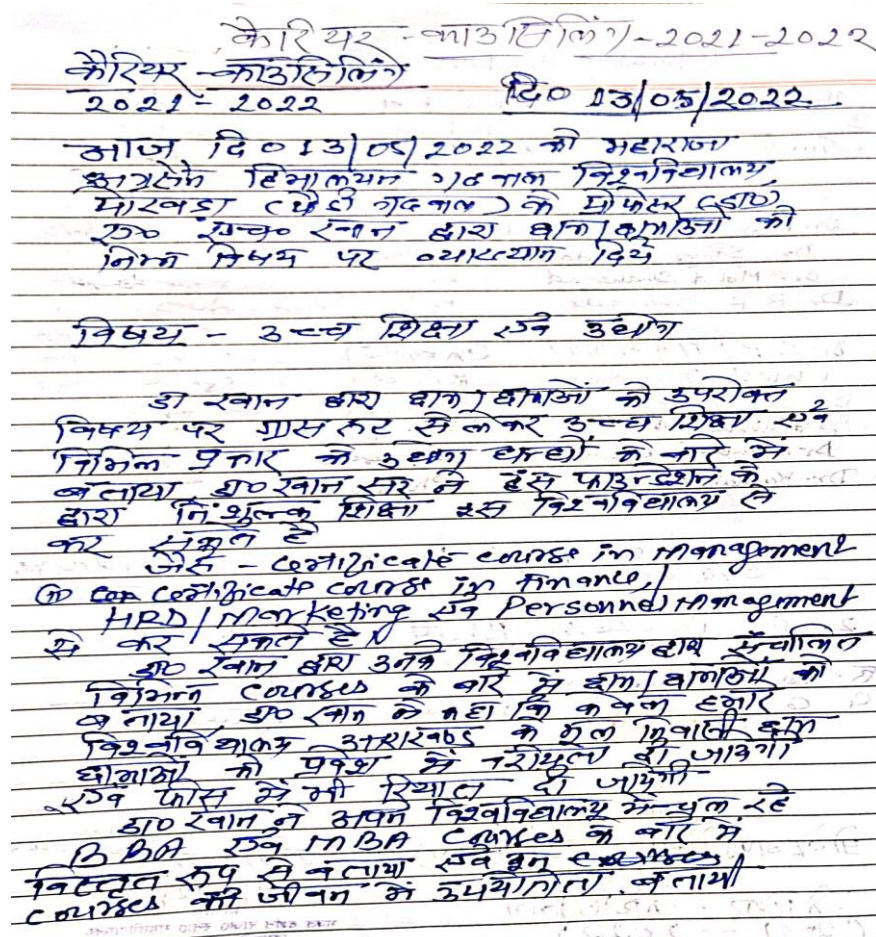 कैरियर - काउंसिलिंग - 2021-2022
कैरियर - काउंसिलिंग
2021 - 2022 दि० 13/05/2022
आज दि० 13/05/2022 को महाराजा
अग्रसेन हिमालयन गढवाल विश्वविद्यालय,
पोखडा (पौडी गढवाल) के प्रोफेसर (डा०)
एस० खान द्वारा छात्र/छात्राओं को
निम्न विषय पर व्याख्यान दिये
विषय - उच्च शिक्षा एवं उद्योग
डा खान द्वारा छात्र/छात्राओं को उपरोक्त
विषय पर ग्रास रूट से लेकर उच्च शिक्षा एवं
विभिन्न प्रकार के उद्योग धन्धों के बारे में
बताया, डा० खान सर ने हंस फाउन्डेशन के
द्वारा निःशुल्क शिक्षा इस विश्वविद्यालय से
कर सकते है
जैसे - Certificate course in management
Certificate course in finance,/
HRD/Marketing एवं Personnel management
से कर सकते है।
डा० खान द्वारा उनके विश्वविद्यालय द्वारा संचालित
विभिन्न courses के बारे में छात्र/छात्राओं को
बताया डा० खान ने कहा कि केवल हमारे
विश्वविद्यालय उत्तराखण्ड के मूल निवासी छात्र
छात्राओं को प्रवेश में वरीयता दी जाऐगी
एवं फीस में भी रियात दी जायेगी
डा० खान ने अपने विश्वविद्यालय में चल रहे
BBA एवं MBA Courses के बारे में
विस्तृत रूप से बताया एवं इन
courses की जीवन में उपयोगिता बतायी